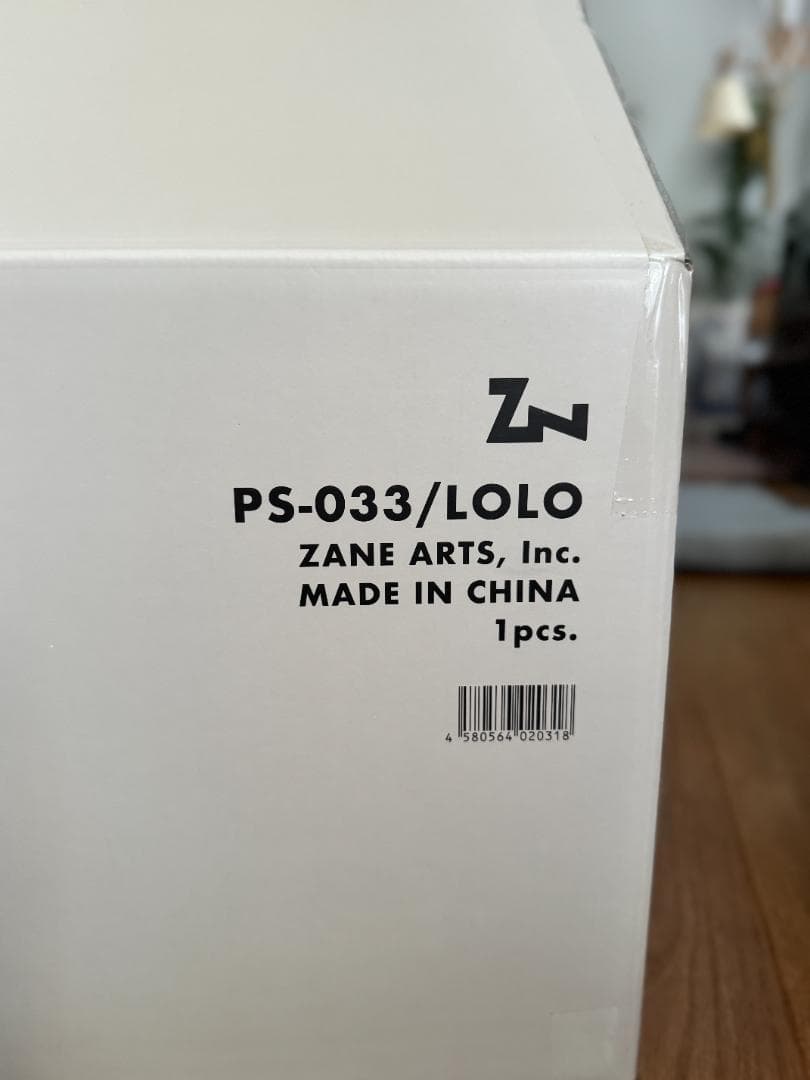 ZN
PS-033/LOLO
ZANE ARTS, Inc.
MADE IN CHINA
1pcs.
4 580564 020318